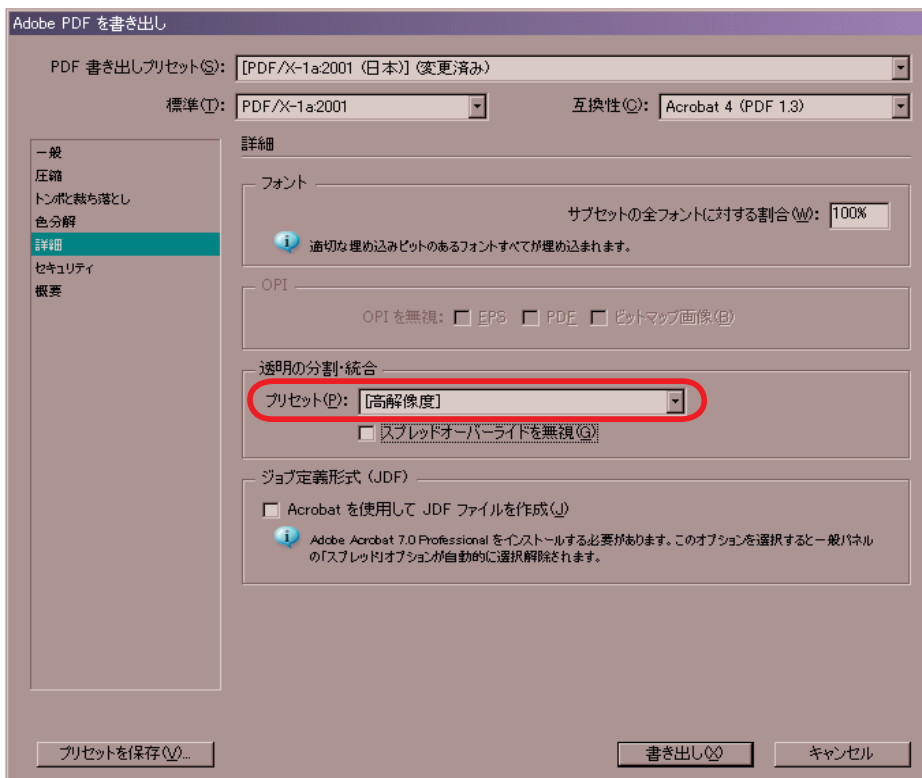 Adobe PDF を書き出し
PDF 書き出しプリセット(S): [PDF/X-1a:2001 (日本)] (変更済み)
標準(T): PDF/X-1a:2001 互換性(C): Acrobat 4 (PDF 1.3)
一般
圧縮
トンボと裁ち落とし
色分解
詳細
セキュリティ
概要
詳細
フォント
サブセットの全フォントに対する割合(W): 100%
適切な埋め込みビットのあるフォントすべてが埋め込まれます。
OPI
OPI を無視: EPS PDF ビットマップ画像(B)
透明の分割・統合
プリセット(P): [高解像度]
スプレッドオーバーライドを無視(G)
ジョブ定義形式 (JDF)
Acrobat を使用して JDF ファイルを作成(J)
Adobe Acrobat 7.0 Professional をインストールする必要があります。このオプションを選択すると一般パネル
の「スプレッド」オプションが自動的に選択解除されます。
プリセットを保存(V)... 書き出し(X) キャンセル